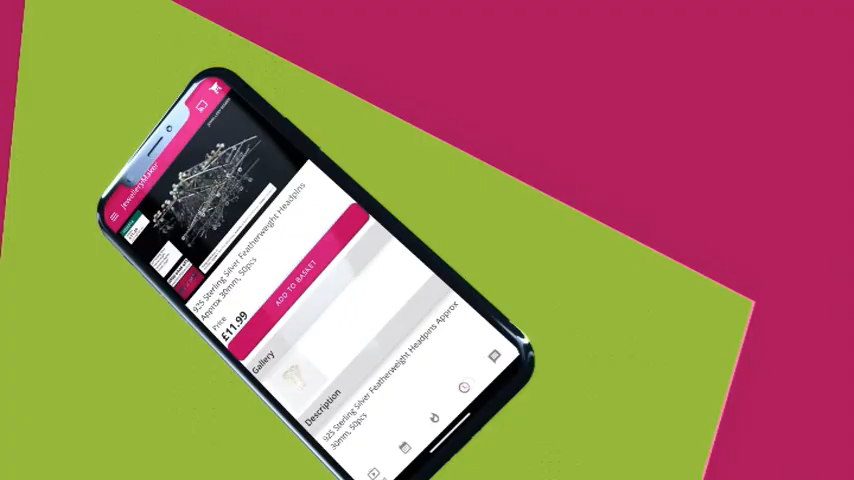 JewelleryMaker
925 Sterling Silver Featherweight Headpins
Approx 30mm, 50pcs
Price
£11.99
ADD TO BASKET
Gallery
Description
925 Sterling Silver Featherweight Headpins Approx
30mm, 50pcs